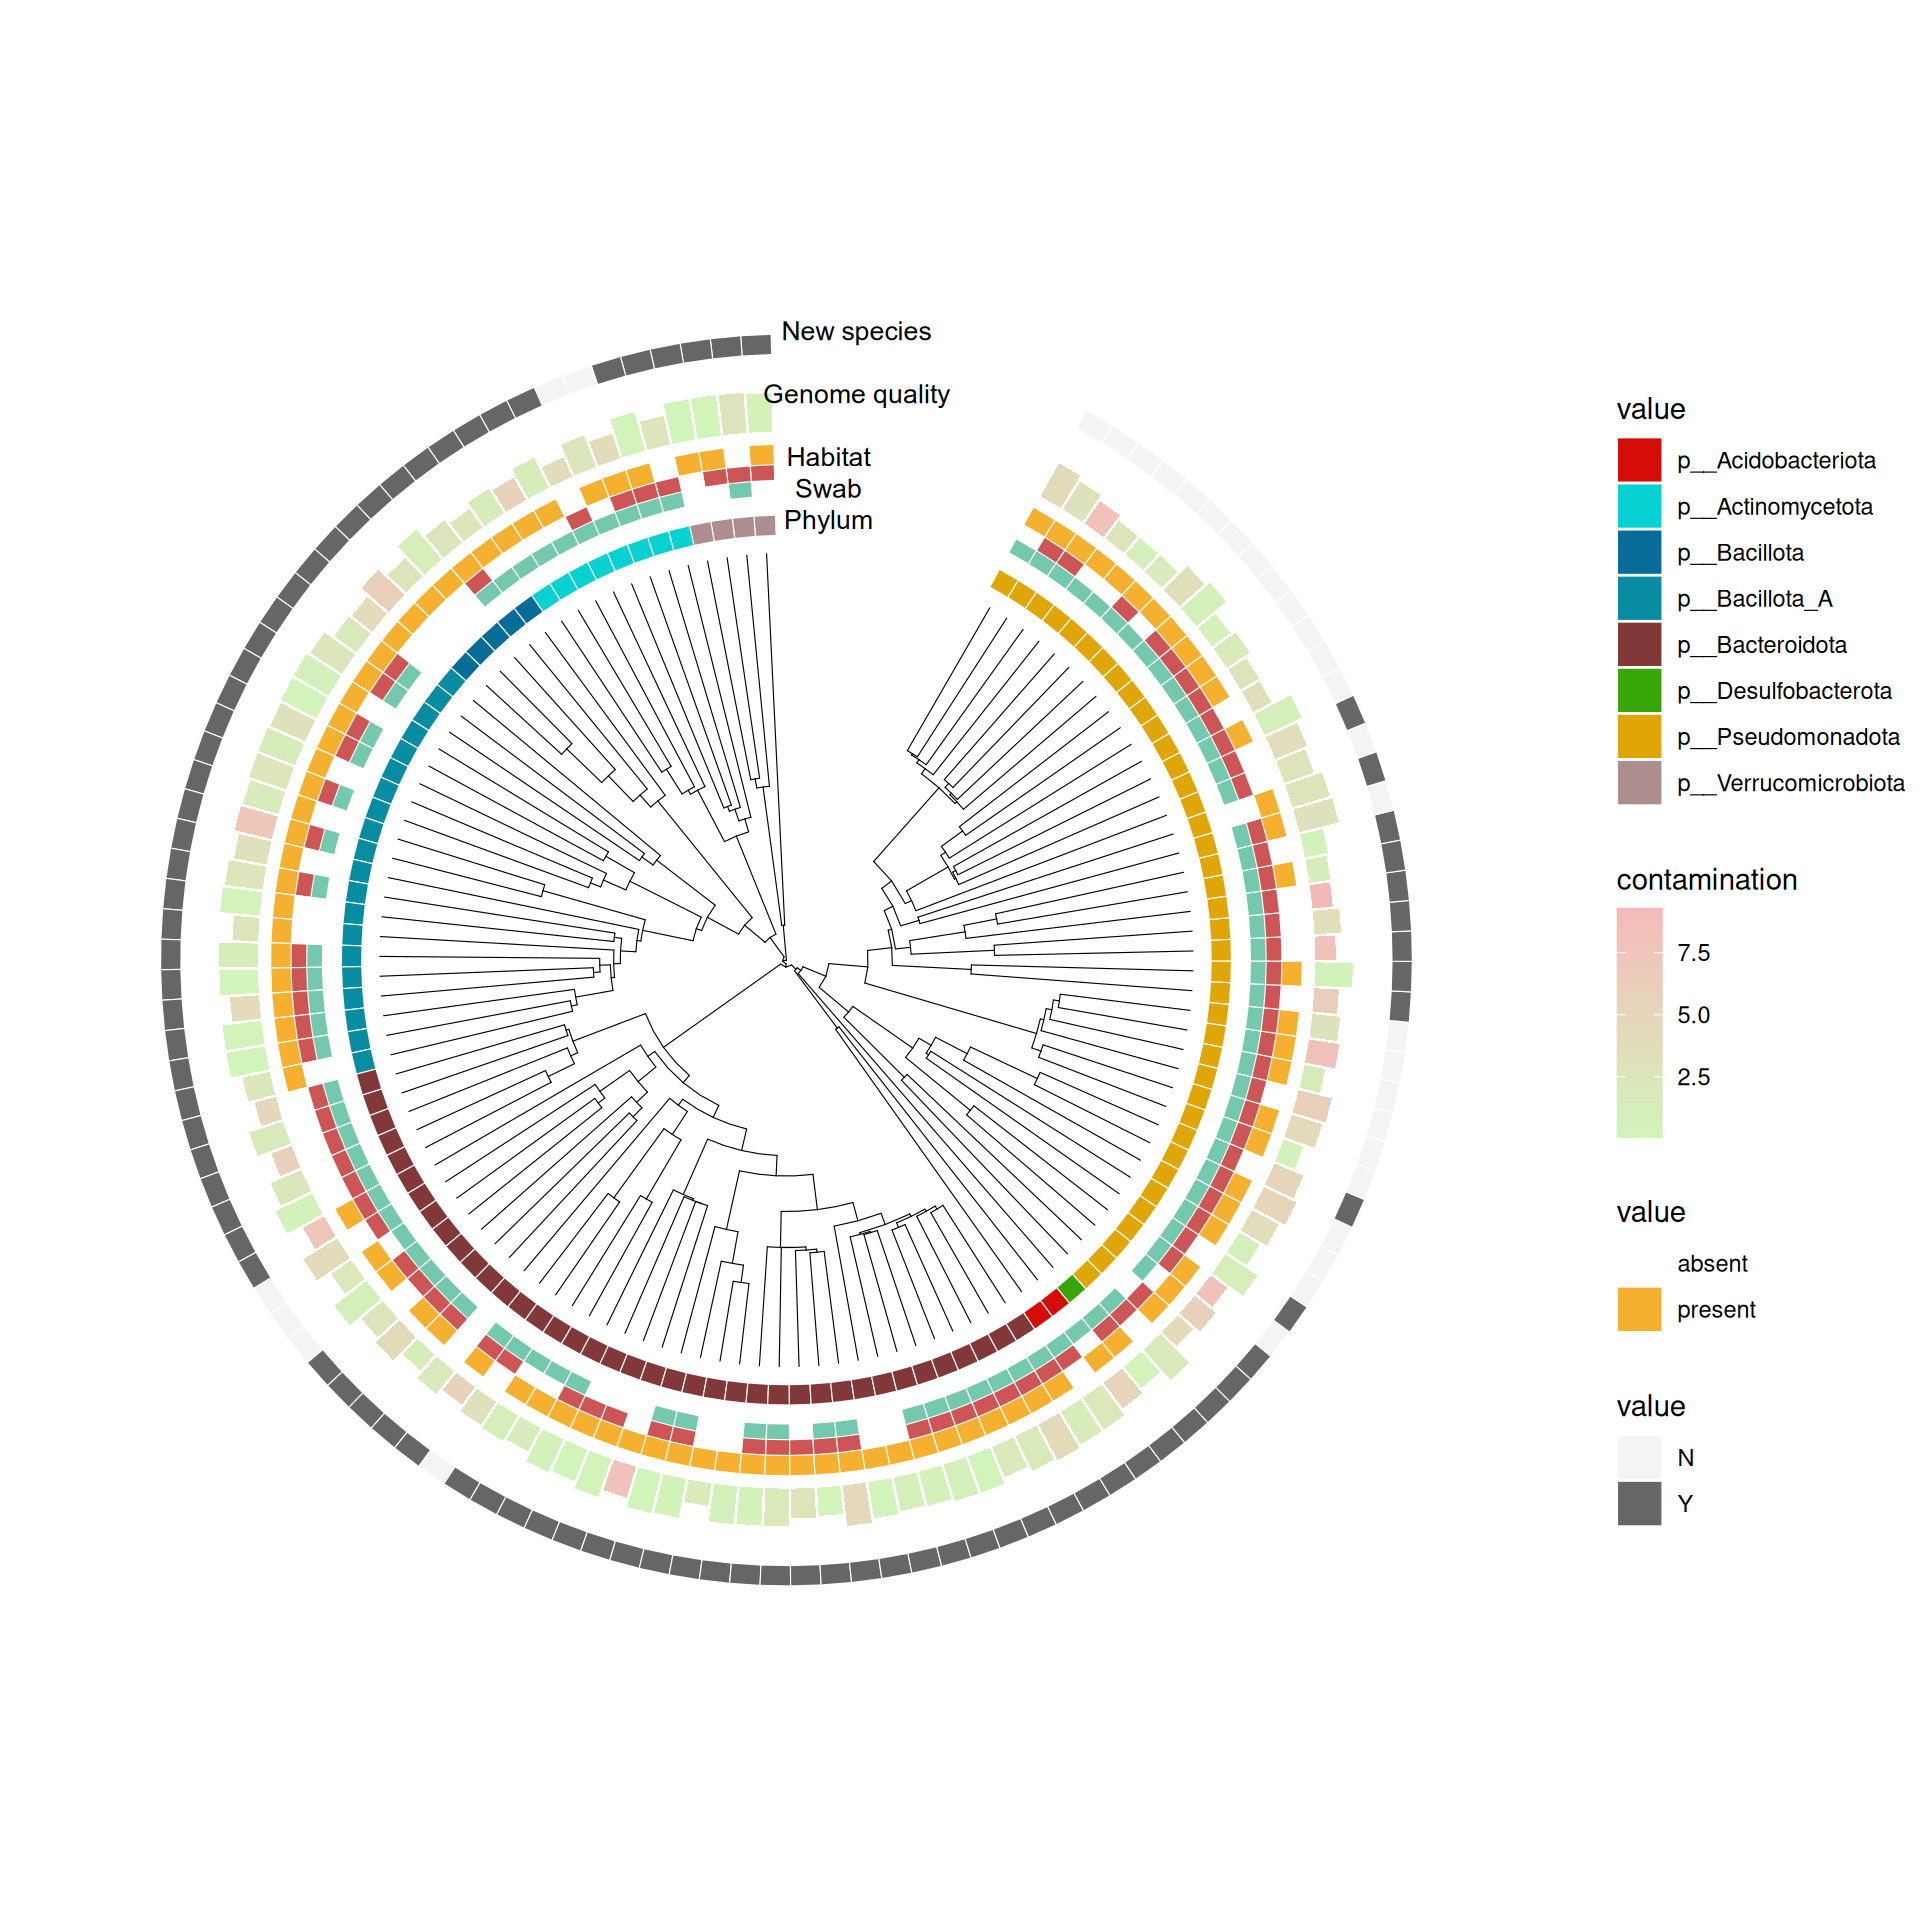 New species
Genome quality
Habitat
Swab
Phylum
value
p__Acidobacteriota
p__Actinomycetota
p__Bacillota
p__Bacillota_A
p__Bacteroidota
p__Desulfobacterota
p__Pseudomonadota
p__Verrucomicrobiota
contamination
7.5
5.0
2.5
value
absent
present
value
N
Y